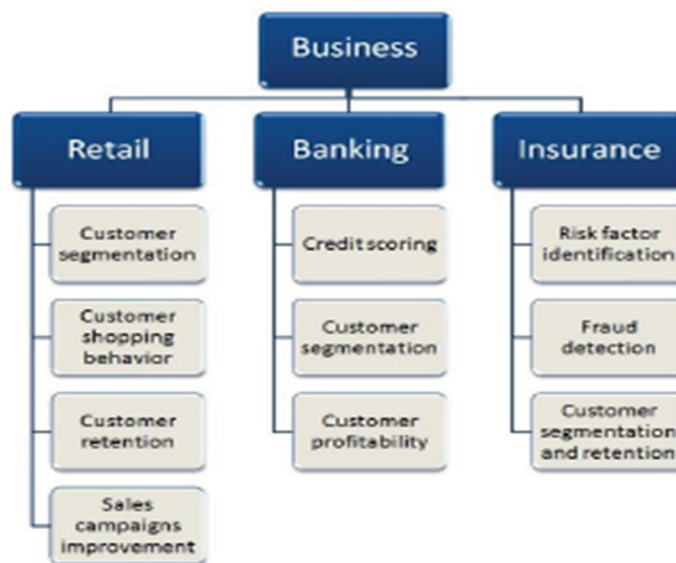 Business
Retail
Banking
Insurance
Customer
segmentation
Customer
shopping
behavior
Customer
retention
Sales
campaigns
improvement
Credit scoring
Customer
segmentation
Customer
profitability
Risk factor
identification
Fraud
detection
Customer
segmentation
and retention